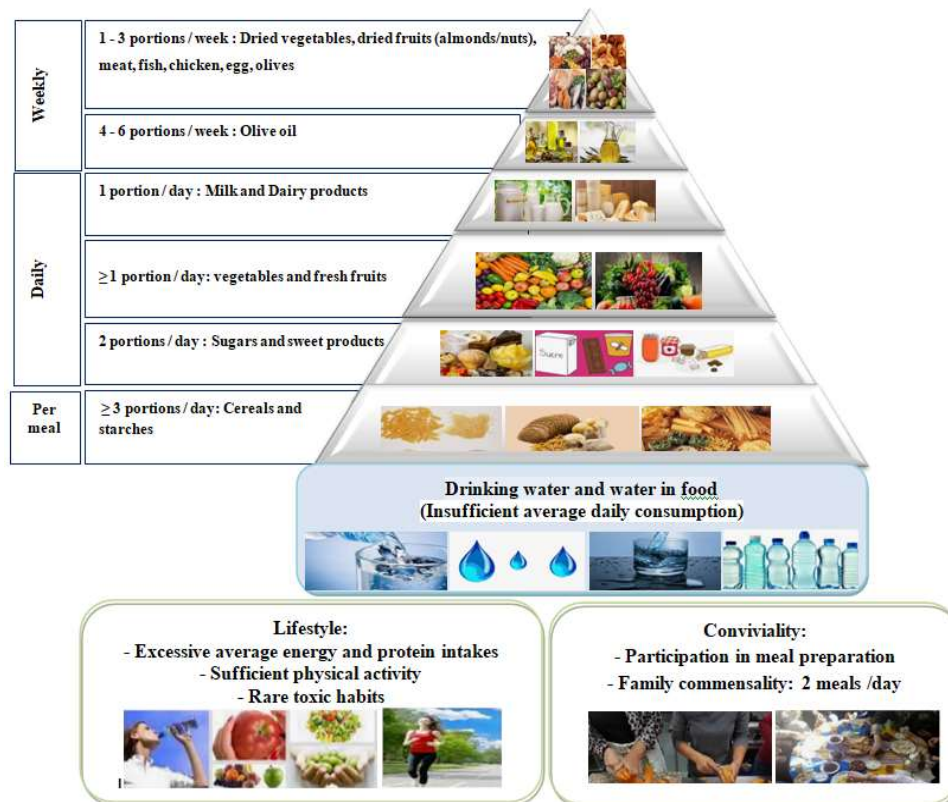 Weekly
1 - 3 portions / week : Dried vegetables, dried fruits (almonds/nuts),
meat, fish, chicken, egg, olives
4 - 6 portions / week : Olive oil
Daily
1 portion / day : Milk and Dairy products
≥ 1 portion / day: vegetables and fresh fruits
2 portions / day : Sugars and sweet products
Sucre
Per
meal
≥ 3 portions / day: Cereals and
starches
Drinking water and water in food
(Insufficient average daily consumption)
Lifestyle:
- Excessive average energy and protein intakes
- Sufficient physical activity
- Rare toxic habits
Conviviality:
- Participation in meal preparation
- Family commensality: 2 meals /day